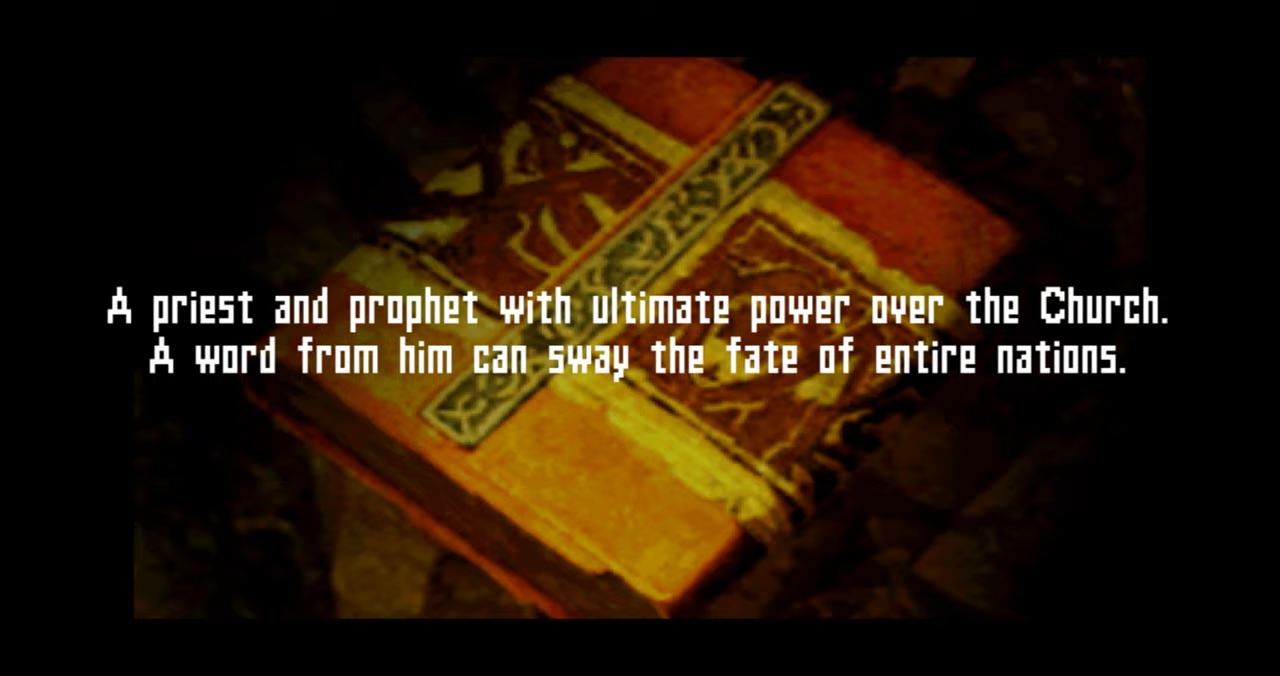 A priest and prophet with ultimate power over the Church.
A word from him can sway the fate of entire nations.